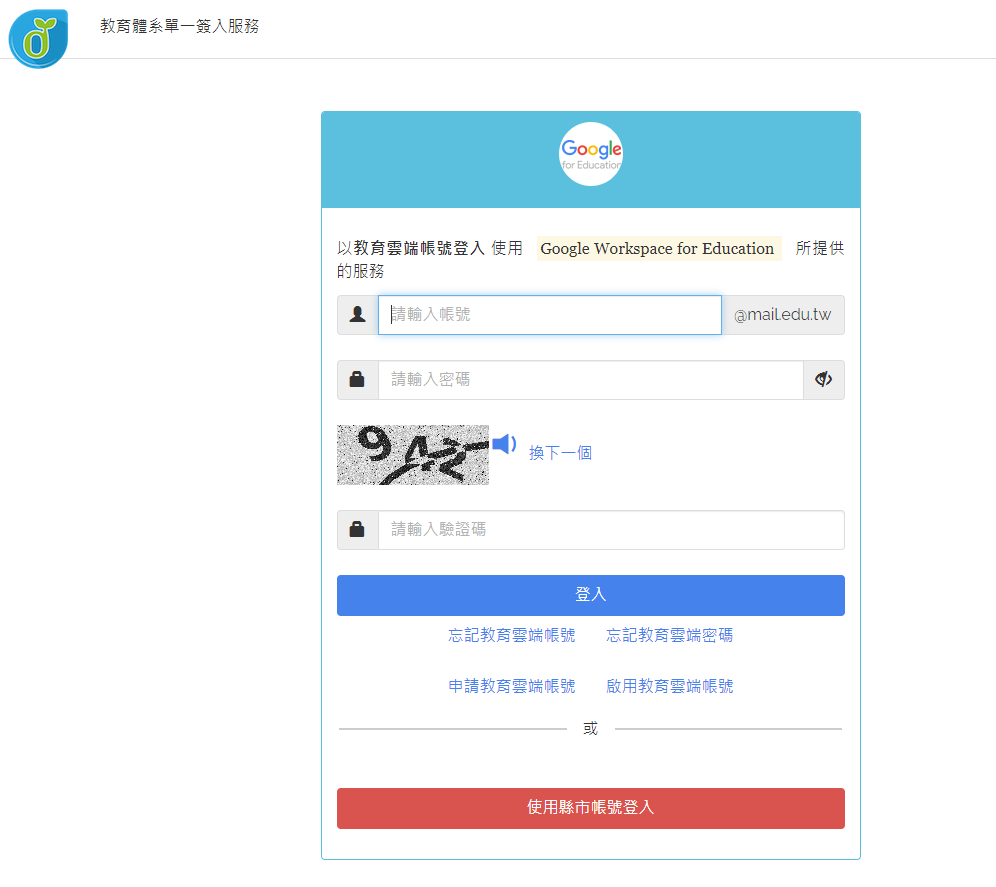 教育體系單一簽入服務
Google
for Education
以教育雲端帳號登入 使用 Google Workspace for Education 所提供
的服務
請輸入帳號
@mail.edu.tw
請輸入密碼
換下一個
請輸入驗證碼
登入
忘記教育雲端帳號 忘記教育雲端密碼
申請教育雲端帳號 啟用教育雲端帳號
或
使用縣市帳號登入